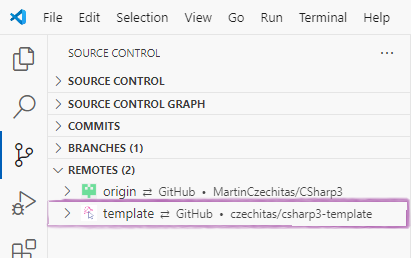 File Edit Selection View Go Run Terminal Help
SOURCE CONTROL ...
SOURCE CONTROL
SOURCE CONTROL GRAPH
COMMITS
BRANCHES (1)
REMOTES (2)
origin ⇄ GitHub • MartinCzechitas/CSharp3
template ⇄ GitHub • czechitas/csharp3-template